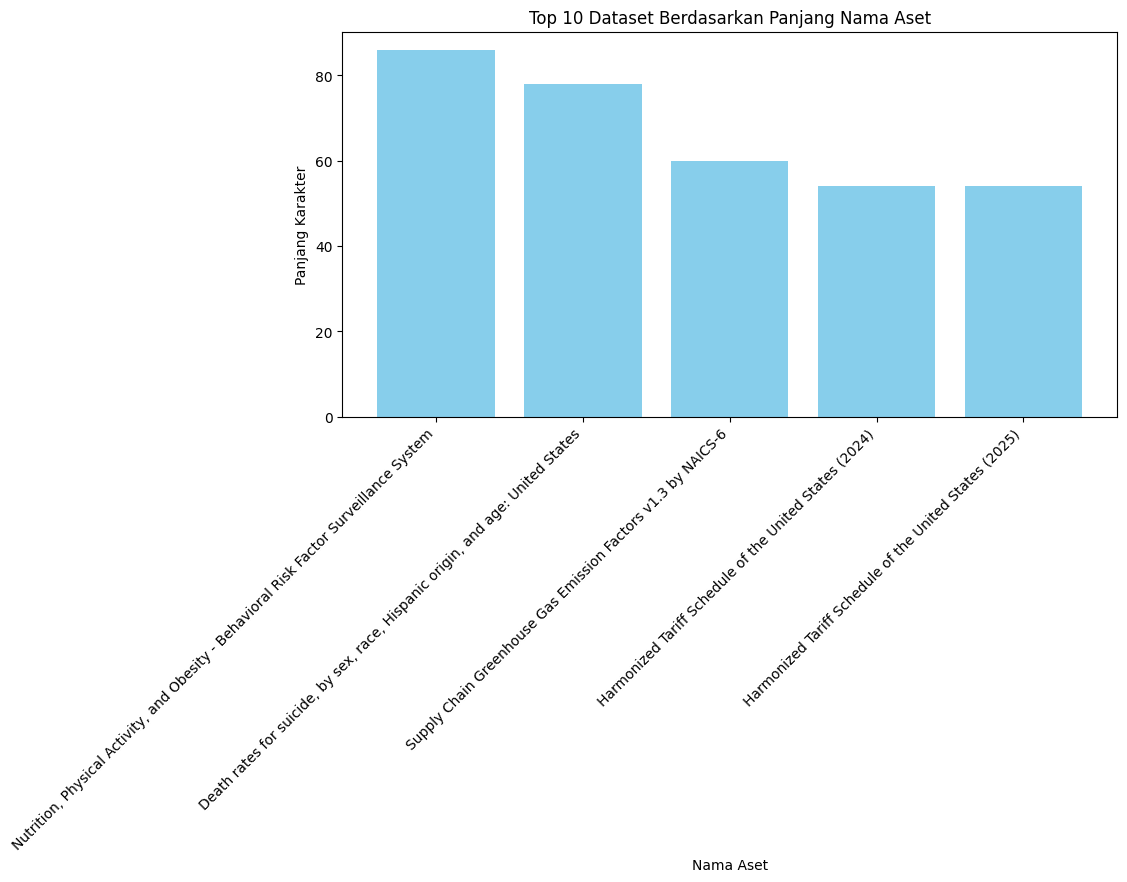 Top 10 Dataset Berdasarkan Panjang Nama Aset
Panjang Karakter
80
60
40
20
0
Nutrition, Physical Activity, and Obesity - Behavioral Risk Factor Surveillance System
Death rates for suicide, by sex, race, Hispanic origin, and age: United States
Supply Chain Greenhouse Gas Emission Factors v1.3 by NAICS-6
Harmonized Tariff Schedule of the United States (2024)
Harmonized Tariff Schedule of the United States (2025)
Nama Aset